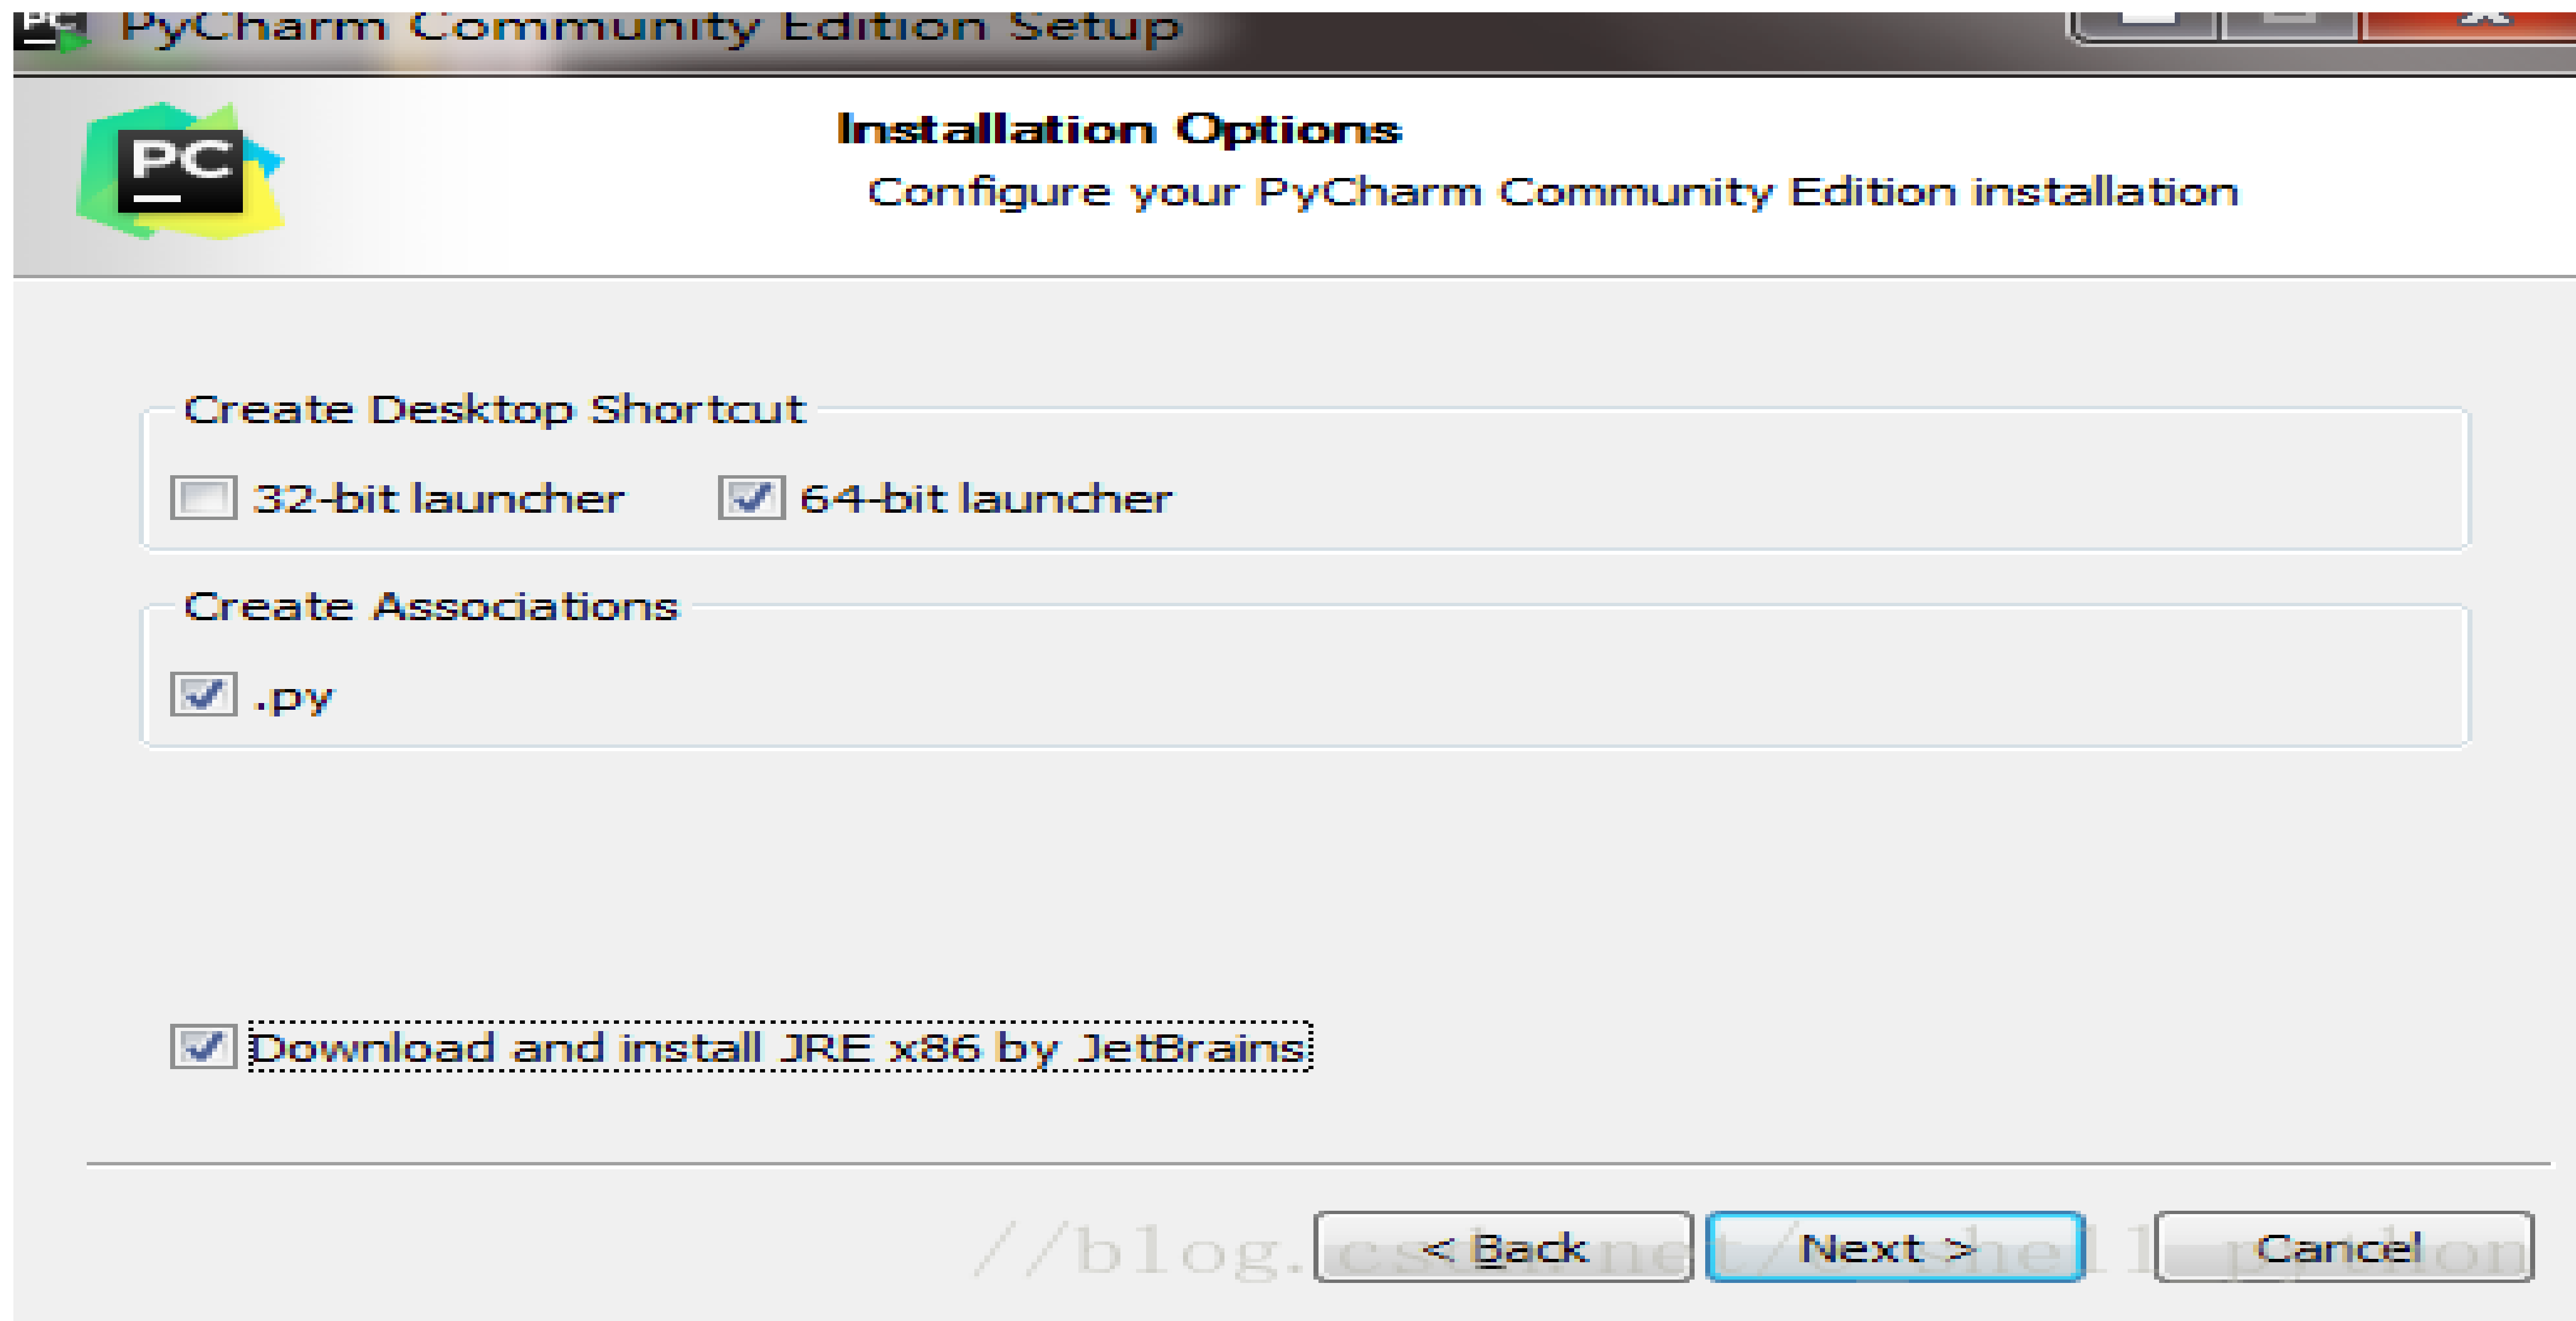 PyCharm Community Edition Setup
PC
Installation Options
Configure your PyCharm Community Edition installation
Create Desktop Shortcut
32-bit launcher 64-bit launcher
Create Associations
.py
Download and install JRE x86 by JetBrains
< Back Next > Cancel
//blog.